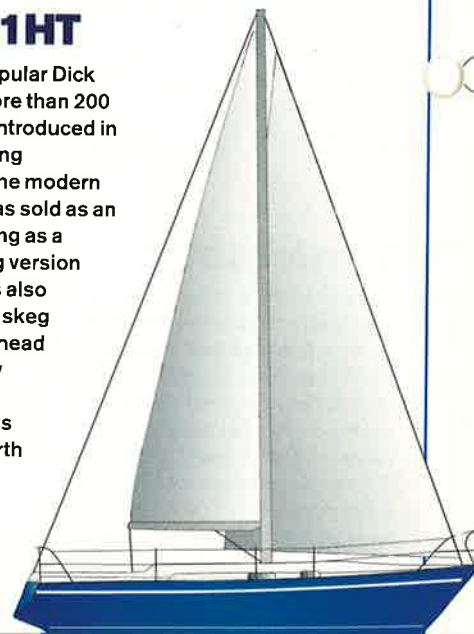 1HT
pular Dick
ore than 200
ntroduced in
ng
he modern
as sold as an
ng as a
g version
s also
skeg
head
s
rth